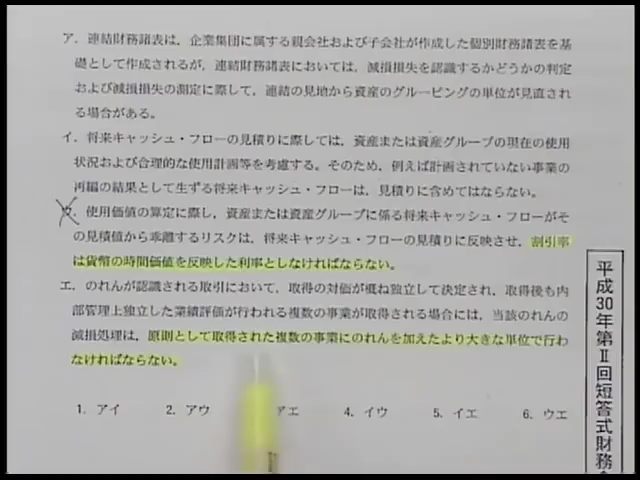 ア．連結財務諸表は，企業集団に属する親会社および子会社が作成した個別財務諸表を基
礎として作成されるが，連結財務諸表においては，減損損失を認識するかどうかの判定
および減損損失の測定に際して，連結の見地から資産のグルーピングの単位が見直され
る場合がある。
イ．将来キャッシュ・フローの見積りに際しては，資産または資産グループの現在の使用
状況および合理的な使用計画等を考慮する。そのため，例えば計画されていない事業の
再編の結果として生ずる将来キャッシュ・フローは，見積りに含めてはならない。
ウ．使用価値の算定に際し，資産または資産グループに係る将来キャッシュ・フローがそ
の見積値から乖離するリスクは，将来キャッシュ・フローの見積りに反映させ，割引率
は貨幣の時間価値を反映した利率としなければならない。
エ．のれんが認識される取引において，取得の対価が概ね独立して決定され，取得後も内
部管理上独立した業績評価が行われる複数の事業が取得される場合には，当該のれんの
減損処理は，原則として取得された複数の事業にのれんを加えたより大きな単位で行わ
なければならない。
1．アイ 2．アウ アエ 4．イウ 5．イエ 6．ウエ
平成30年第Ⅱ回短答式財務